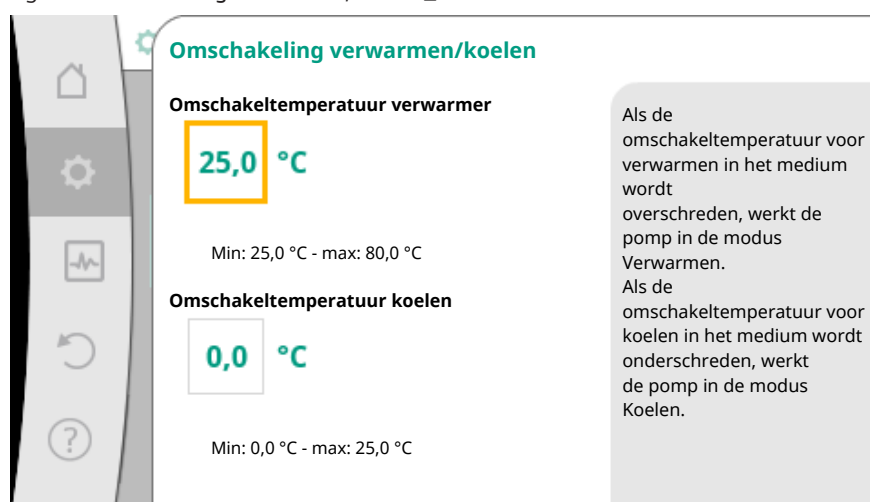 Omschakeling verwarmen/koelen
Omschakeltemperatuur verwarmer
25,0 °C
Min: 25,0 °C - max: 80,0 °C
Omschakeltemperatuur koelen
0,0 °C
Min: 0,0 °C - max: 25,0 °C
Als de
omschakeltemperatuur voor
verwarmen in het medium
wordt
overschreden, werkt de
pomp in de modus
Verwarmen.
Als de
omschakeltemperatuur voor
koelen in het medium wordt
onderschreden, werkt
de pomp in de modus
Koelen.
?